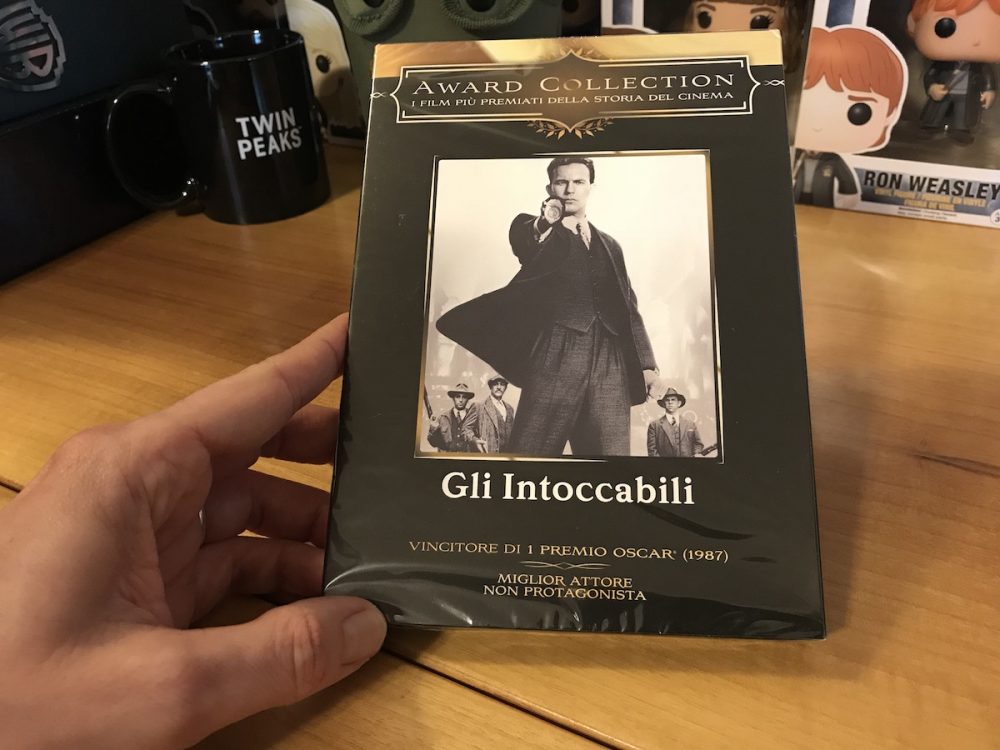 AWARD COLLECTION
I FILM PIÙ PREMIATI DELLA STORIA DEL CINEMA
TWIN
PEAKS
RON WEASLEY
Gli Intoccabili
VINCITORE DI 1 PREMIO OSCAR® (1987)
MIGLIOR ATTORE
NON PROTAGONISTA